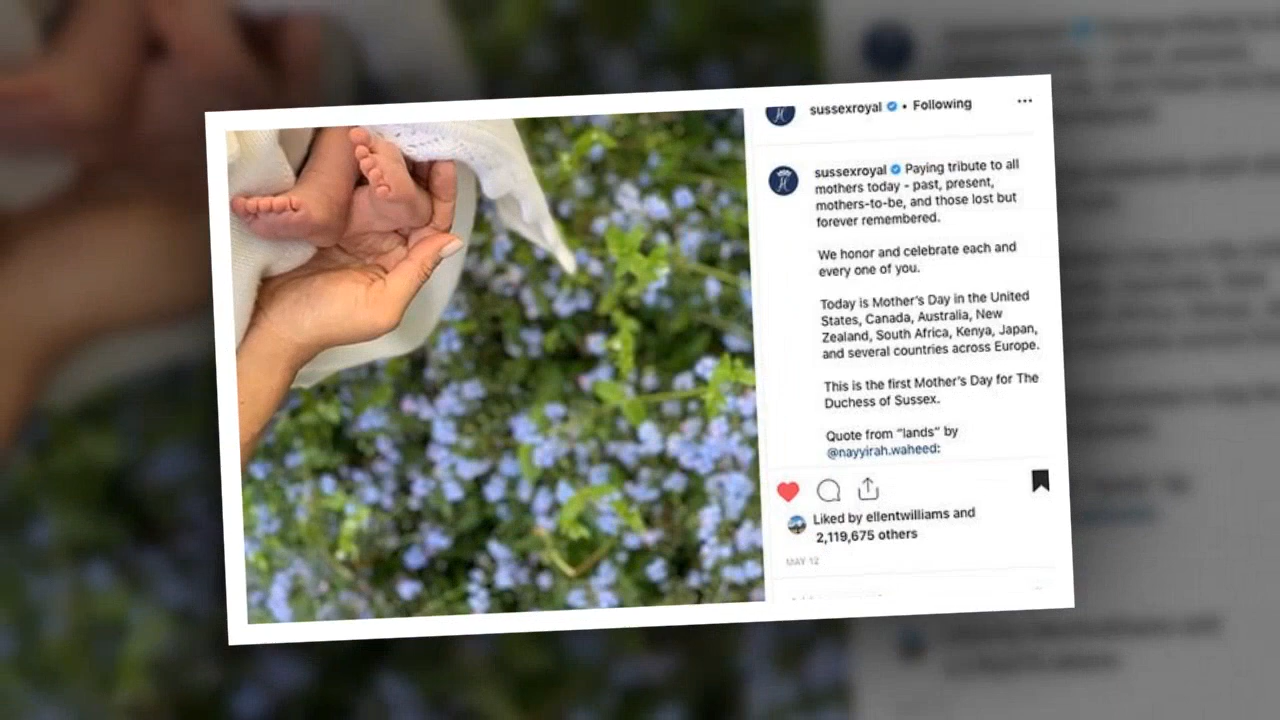 sussexroyal • Following
sussexroyal Paying tribute to all
mothers today - past, present,
mothers-to-be, and those lost but
forever remembered.
We honor and celebrate each and
every one of you.
Today is Mother's Day in the United
States, Canada, Australia, New
Zealand, South Africa, Kenya, Japan,
and several countries across Europe.
This is the first Mother's Day for The
Duchess of Sussex.
Quote from “lands” by
@nayyirah.waheed:
Liked by ellentwilliams and
2,119,675 others
MAY 12